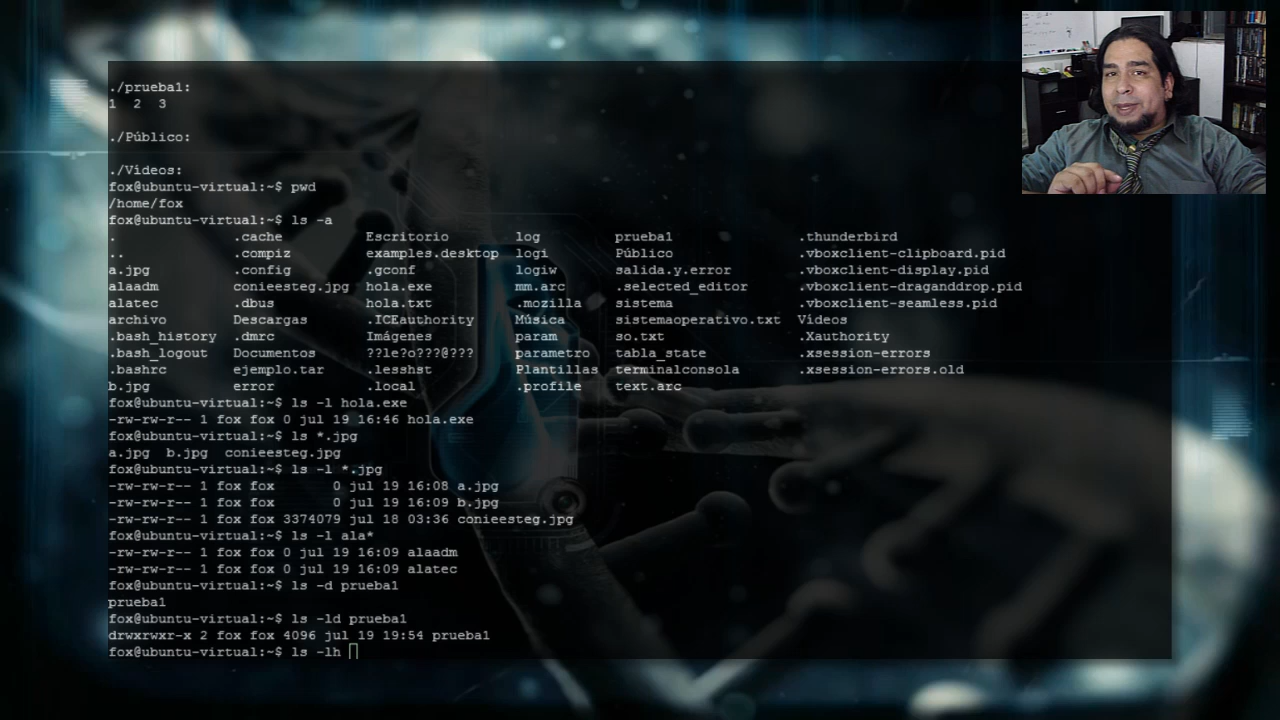 ./prueba1:
1  2  3
./Público:
./Vídeos:
fox@ubuntu-virtual:~$ pwd
/home/fox
fox@ubuntu-virtual:~$ ls -a
.              .cache          Escritorio        log         prueba1               .thunderbird
..             .compiz         examples.desktop  logi        Público               .vboxclient-clipboard.pid
a.jpg          .config         .gconf            logiw       salida.y.error        .vboxclient-display.pid
alaadm         conieesteg.jpg  hola.exe          mm.arc      .selected_editor      .vboxclient-draganddrop.pid
alatec         .dbus           hola.txt          .mozilla    sistema               .vboxclient-seamless.pid
archivo        Descargas       .ICEauthority     Música      sistemaoperativo.txt  Vídeos
.bash_history  .dmrc           Imágenes          param       so.txt                .Xauthority
.bash_logout   Documentos      ??le?o???@???     parametro   tabla_state           .xsession-errors
.bashrc        ejemplo.tar     .lesshst          Plantillas  terminalconsola       .xsession-errors.old
b.jpg          error           .local            .profile    text.arc
fox@ubuntu-virtual:~$ ls -l hola.exe
-rw-rw-r-- 1 fox fox 0 jul 19 16:46 hola.exe
fox@ubuntu-virtual:~$ ls *.jpg
a.jpg  b.jpg  conieesteg.jpg
fox@ubuntu-virtual:~$ ls -l *.jpg
-rw-rw-r-- 1 fox fox       0 jul 19 16:08 a.jpg
-rw-rw-r-- 1 fox fox       0 jul 19 16:09 b.jpg
-rw-rw-r-- 1 fox fox 3374079 jul 18 03:36 conieesteg.jpg
fox@ubuntu-virtual:~$ ls -l ala*
-rw-rw-r-- 1 fox fox 0 jul 19 16:09 alaadm
-rw-rw-r-- 1 fox fox 0 jul 19 16:09 alatec
fox@ubuntu-virtual:~$ ls -d prueba1
prueba1
fox@ubuntu-virtual:~$ ls -ld prueba1
drwxrwxr-x 2 fox fox 4096 jul 19 19:54 prueba1
fox@ubuntu-virtual:~$ ls -lh